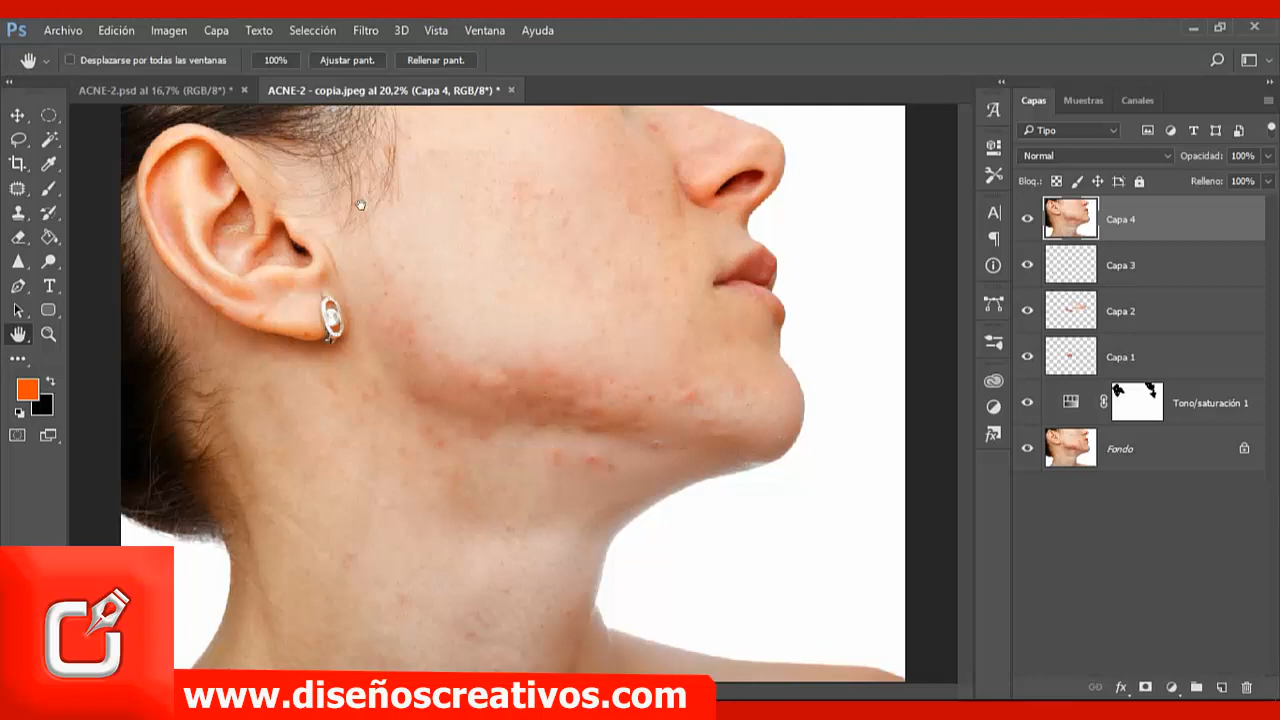 Ps Archivo Edición Imagen Capa Texto Selección Filtro 3D Vista Ventana Ayuda
Desplazarse por todas las ventanas 100% Ajustar pant. Rellenar pant.
ACNE-2.psd al 16,7% (RGB/8*) * × ACNE-2 - copia.jpeg al 20,2% (Capa 4, RGB/8*) * ×
Capas Muestras Canales
Tipo
Normal Opacidad: 100%
Bloq.: Relleno: 100%
Capa 4
Capa 3
Capa 2
Capa 1
Tono/saturación 1
Fondo
www.diseñoscreativos.com